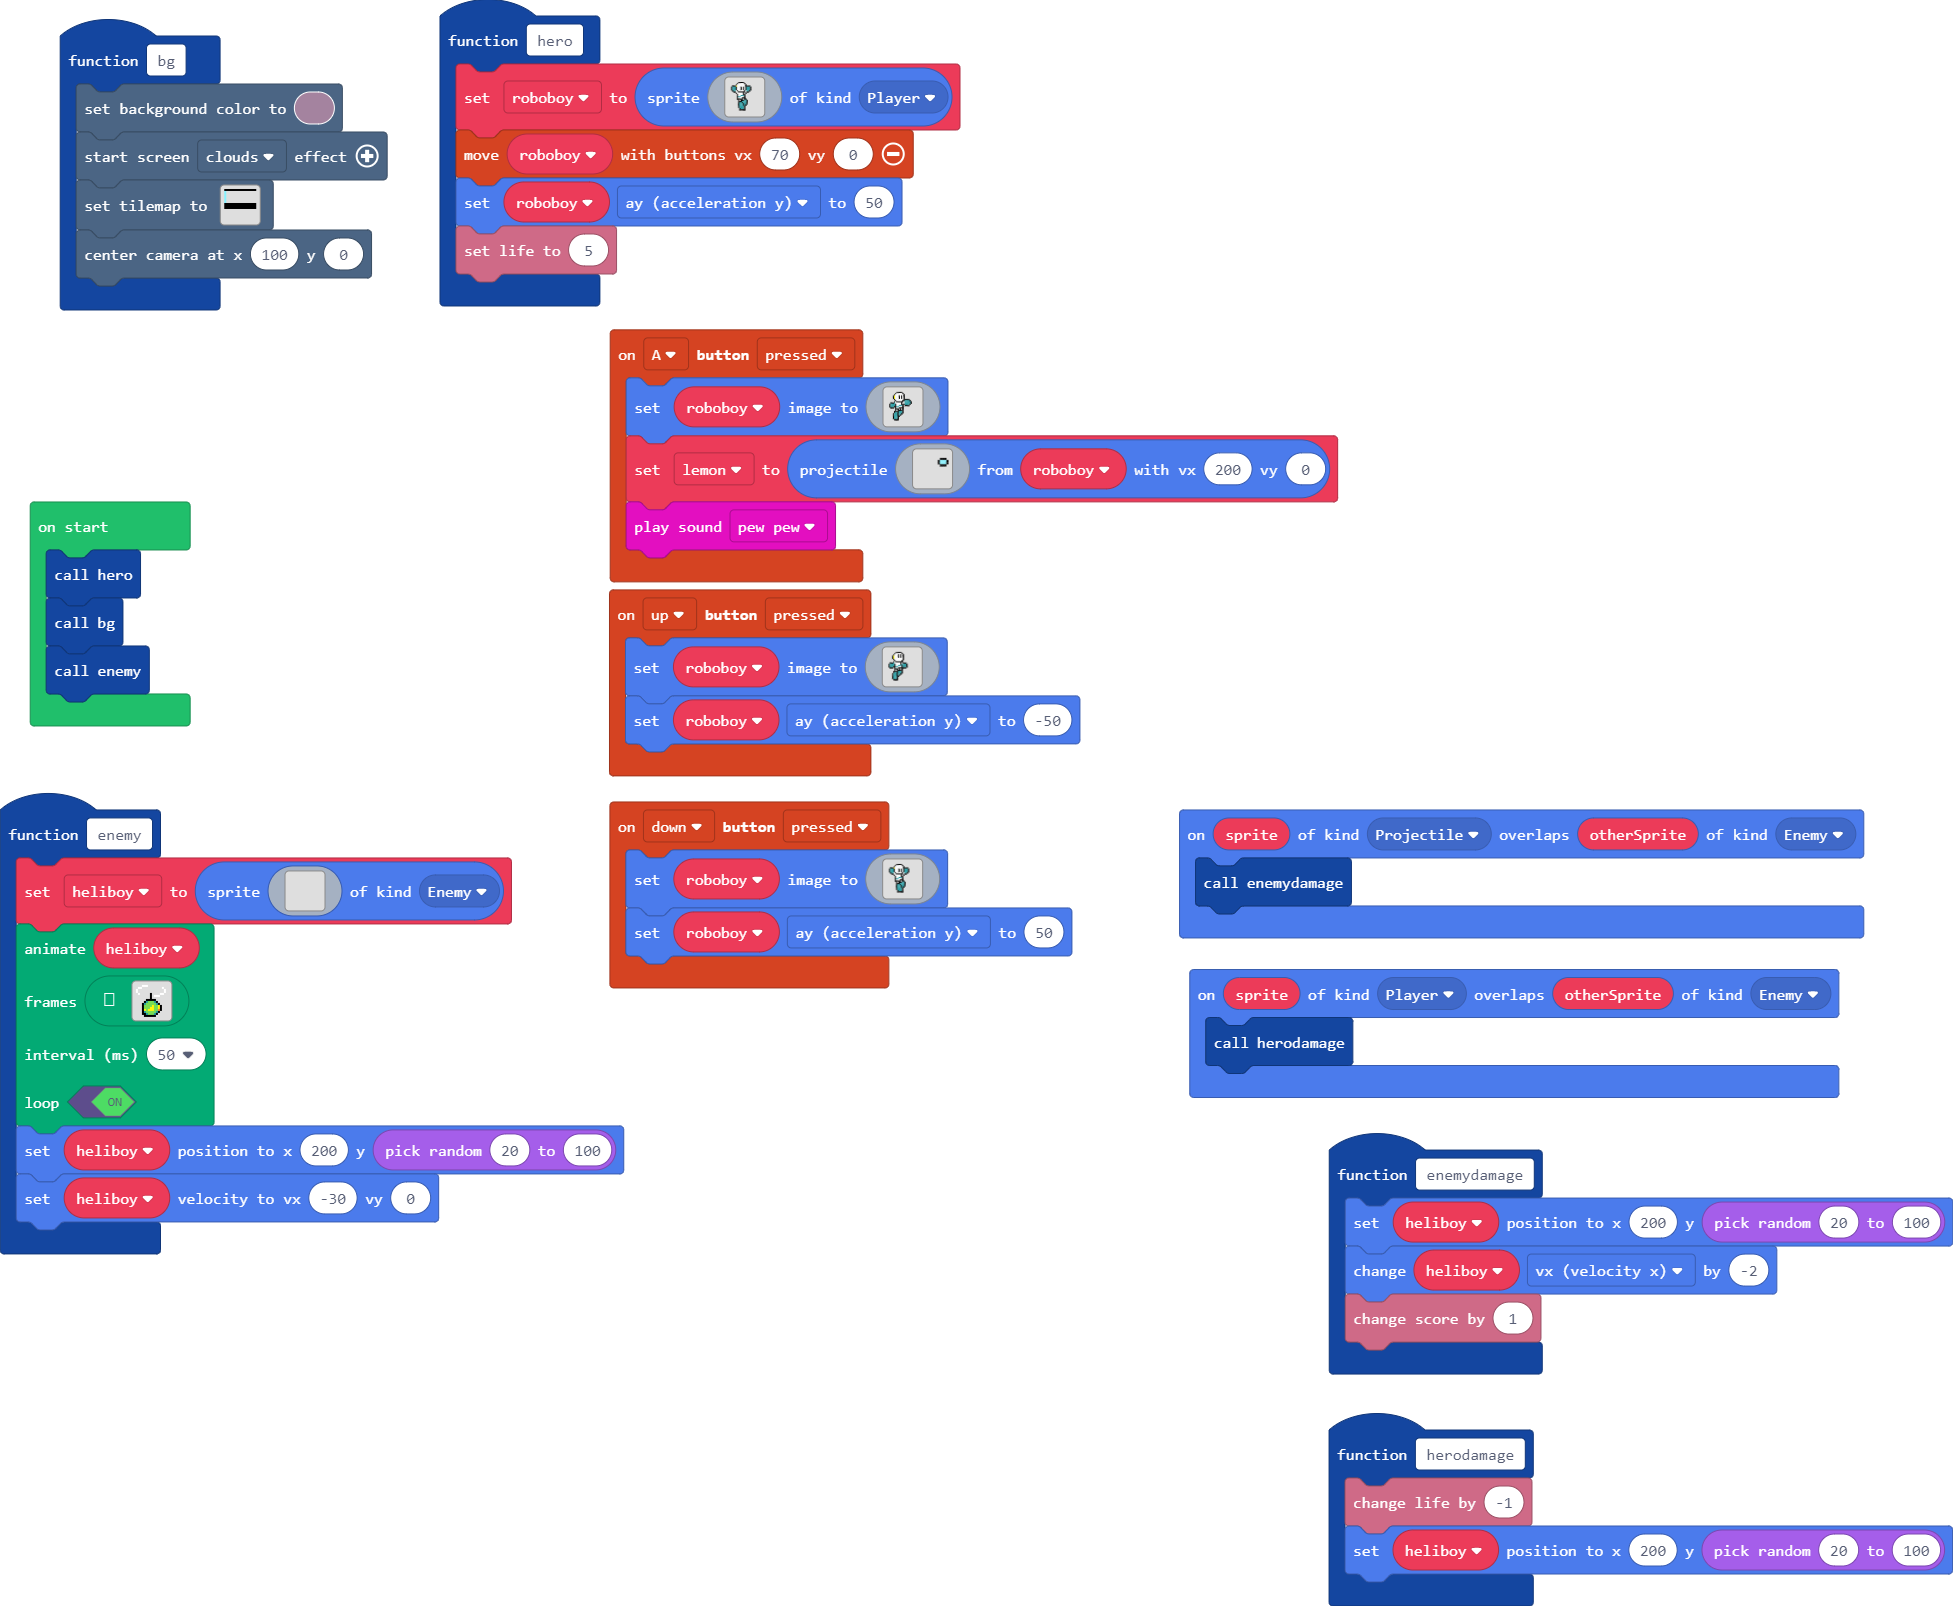 function bg
set background color to
start screen clouds effect
set tilemap to
center camera at x 100 y 0
function hero
set roboboy to sprite of kind Player
move roboboy with buttons vx 70 vy 0
set roboboy ay (acceleration y) to 50
set life to 5
on A button pressed
set roboboy image to
set lemon to projectile from roboboy with vx 200 vy 0
play sound pew pew
on start
call hero
call bg
call enemy
on up button pressed
set roboboy image to
set roboboy ay (acceleration y) to -50
function enemy
set heliboy to sprite of kind Enemy
animate heliboy
frames
interval (ms) 50
loop ON
set heliboy position to x 200 y pick random 20 to 100
set heliboy velocity to vx -30 vy 0
on down button pressed
set roboboy image to
set roboboy ay (acceleration y) to 50
on sprite of kind Projectile overlaps otherSprite of kind Enemy
call enemydamage
on sprite of kind Player overlaps otherSprite of kind Enemy
call herodamage
function enemydamage
set heliboy position to x 200 y pick random 20 to 100
change heliboy vx (velocity x) by -2
change score by 1
function herodamage
change life by -1
set heliboy position to x 200 y pick random 20 to 100